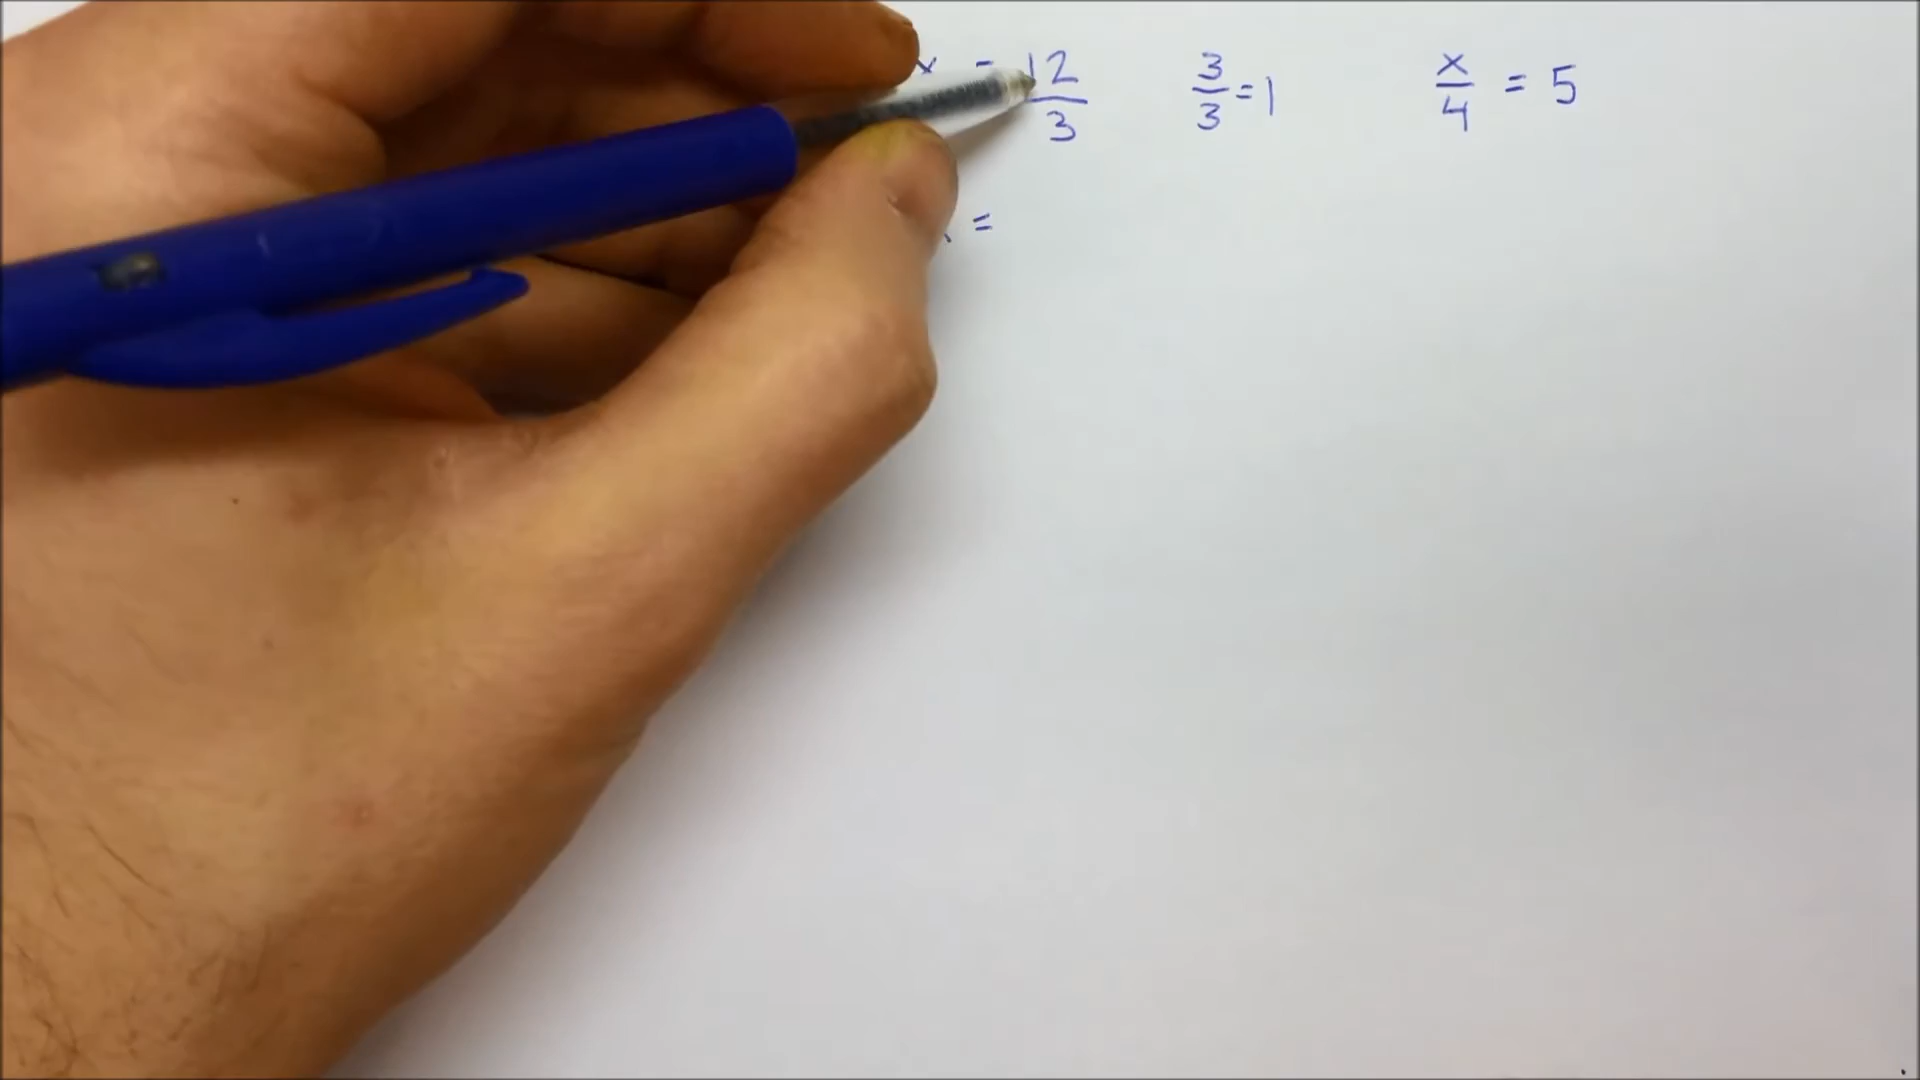 x = 12/3   3/3 = 1   x/4 = 5
=